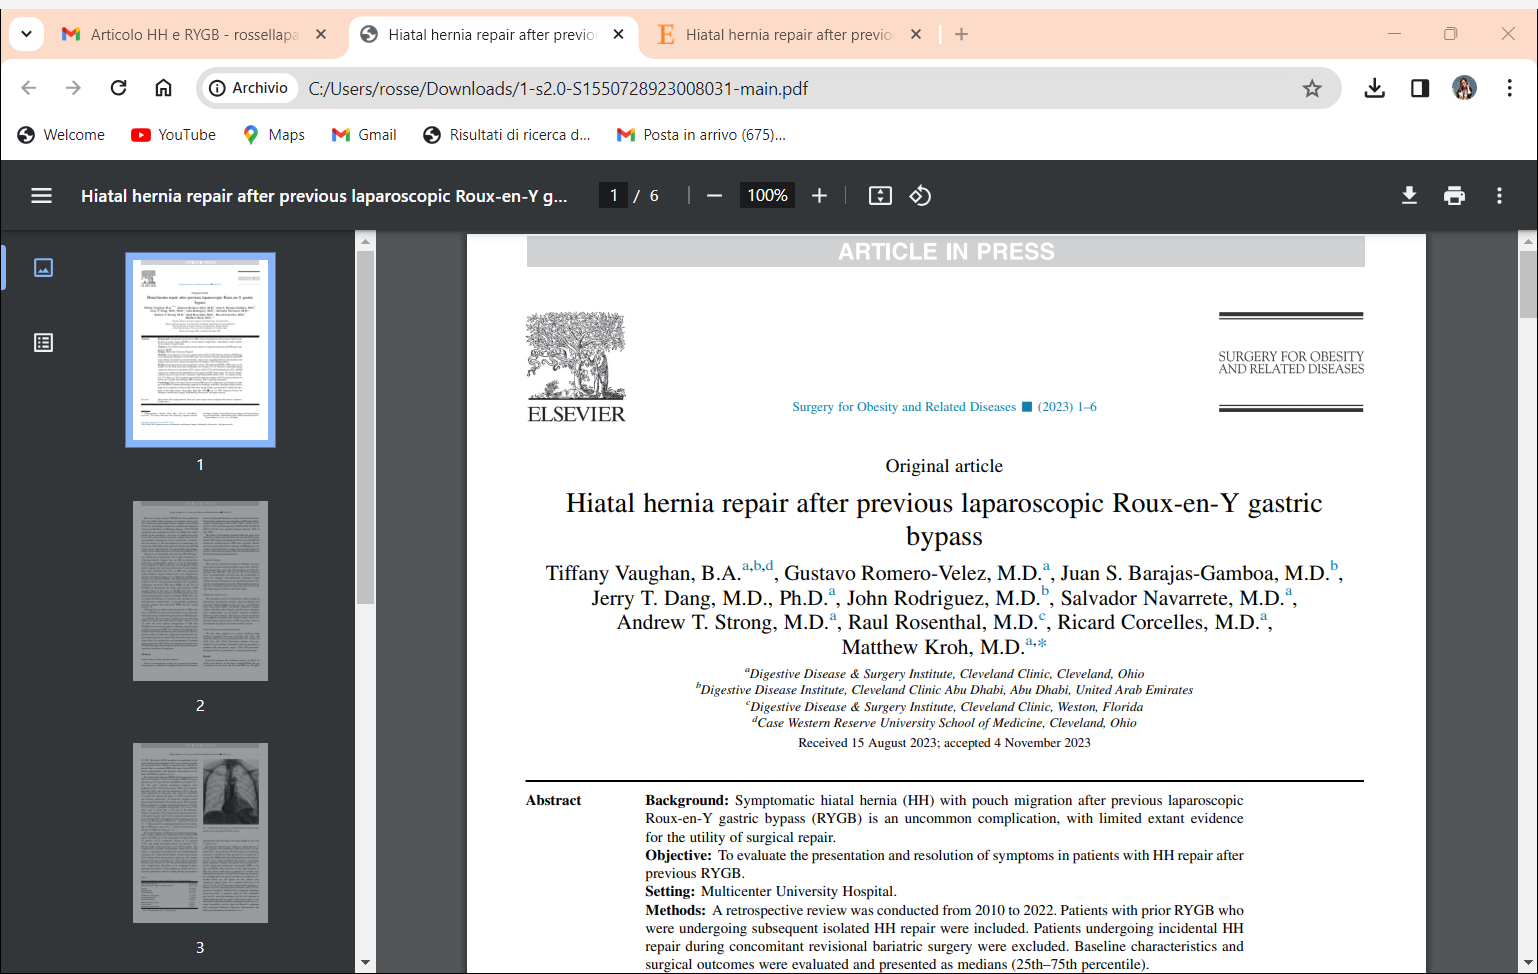 Articolo HH e RYGB - rossellapa
Hiatal hernia repair after previo
Hiatal hernia repair after previo
Archivio
C:/Users/rosse/Downloads/1-s2.0-S1550728923008031-main.pdf
Welcome
YouTube
Maps
Gmail
Risultati di ricerca d...
Posta in arrivo (675)...
Hiatal hernia repair after previous laparoscopic Roux-en-Y g...
1 / 6
100%
1
2
3
ARTICLE IN PRESS
ELSEVIER
SURGERY FOR OBESITY
AND RELATED DISEASES
Surgery for Obesity and Related Diseases ■ (2023) 1–6
Original article
Hiatal hernia repair after previous laparoscopic Roux-en-Y gastric
bypass
Tiffany Vaughan, B.A.a,b,d, Gustavo Romero-Velez, M.D.a, Juan S. Barajas-Gamboa, M.D.b,
Jerry T. Dang, M.D., Ph.D.a, John Rodriguez, M.D.b, Salvador Navarrete, M.D.a,
Andrew T. Strong, M.D.a, Raul Rosenthal, M.D.c, Ricard Corcelles, M.D.a,
Matthew Kroh, M.D.a,*
aDigestive Disease & Surgery Institute, Cleveland Clinic, Cleveland, Ohio
bDigestive Disease Institute, Cleveland Clinic Abu Dhabi, Abu Dhabi, United Arab Emirates
cDigestive Disease & Surgery Institute, Cleveland Clinic, Weston, Florida
dCase Western Reserve University School of Medicine, Cleveland, Ohio
Received 15 August 2023; accepted 4 November 2023
Abstract
Background: Symptomatic hiatal hernia (HH) with pouch migration after previous laparoscopic
Roux-en-Y gastric bypass (RYGB) is an uncommon complication, with limited extant evidence
for the utility of surgical repair.
Objective: To evaluate the presentation and resolution of symptoms in patients with HH repair after
previous RYGB.
Setting: Multicenter University Hospital.
Methods: A retrospective review was conducted from 2010 to 2022. Patients with prior RYGB who
were undergoing subsequent isolated HH repair were included. Patients undergoing incidental HH
repair during concomitant revisional bariatric surgery were excluded. Baseline characteristics and
surgical outcomes were evaluated and presented as medians (25th–75th percentile).